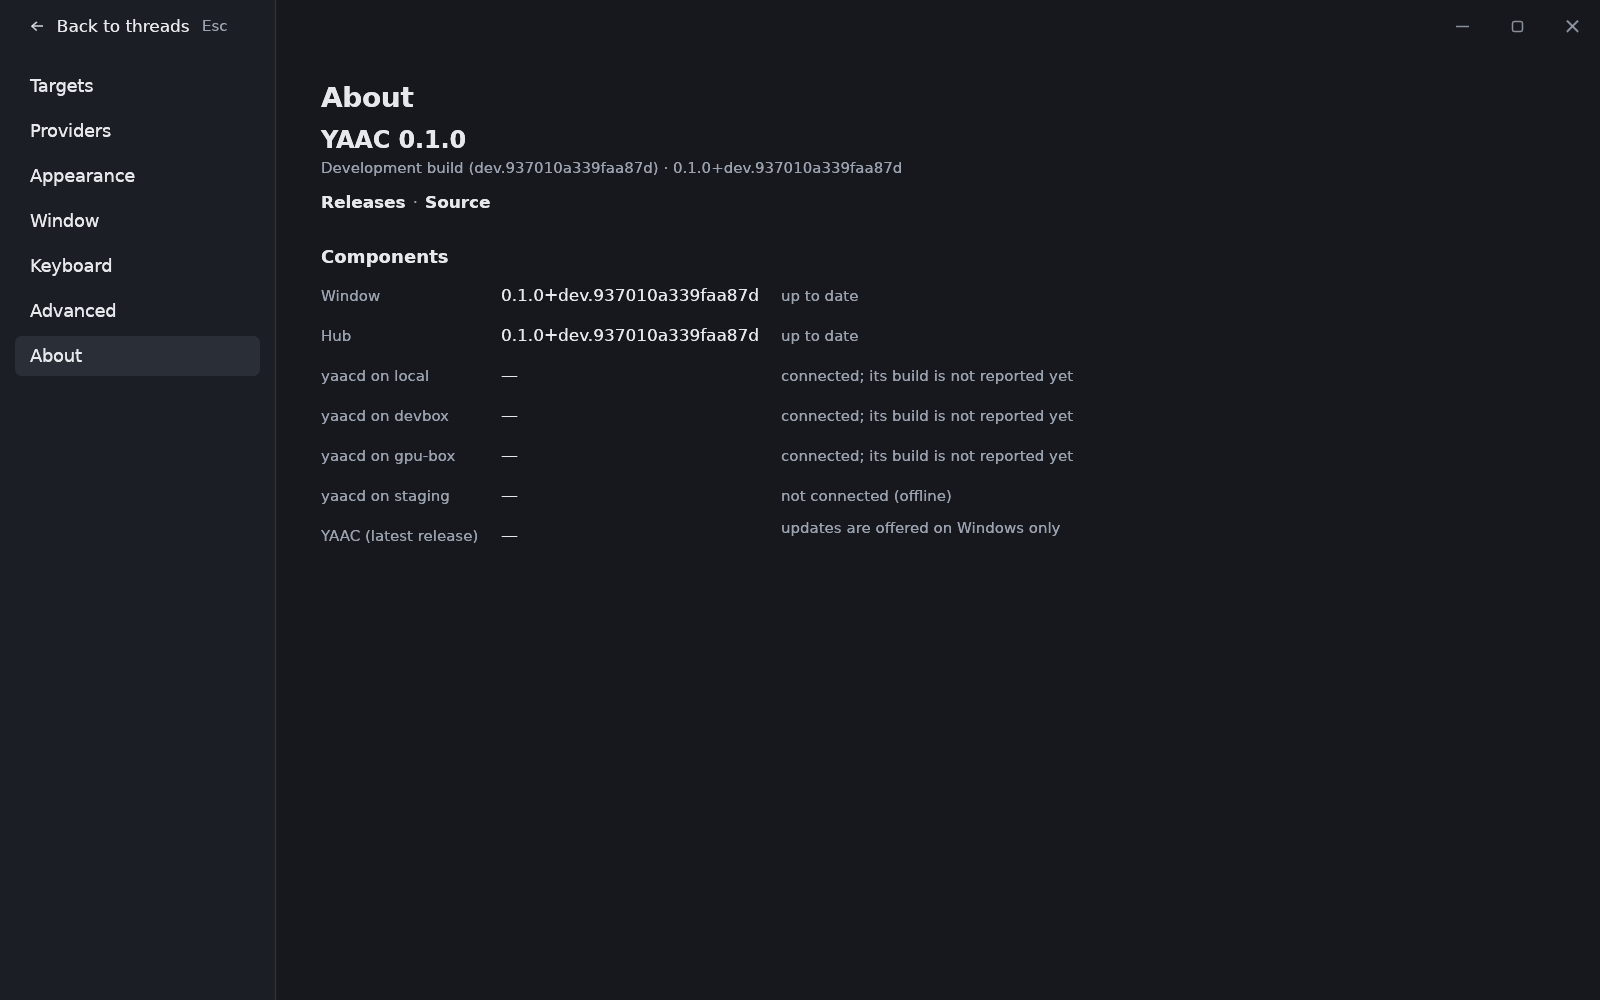 Back to threads Esc
Targets
Providers
Appearance
Window
Keyboard
Advanced
About
About
YAAC 0.1.0
Development build (dev.937010a339faa87d) · 0.1.0+dev.937010a339faa87d
Releases · Source
Components
Window 0.1.0+dev.937010a339faa87d up to date
Hub 0.1.0+dev.937010a339faa87d up to date
yaacd on local — connected; its build is not reported yet
yaacd on devbox — connected; its build is not reported yet
yaacd on gpu-box — connected; its build is not reported yet
yaacd on staging — not connected (offline)
YAAC (latest release) — updates are offered on Windows only